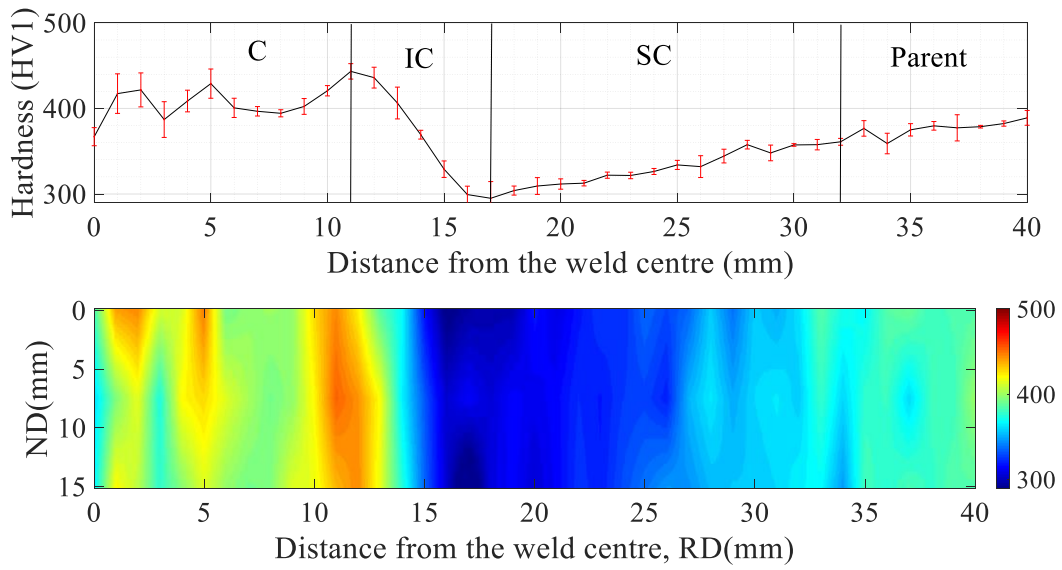 Hardness (HV1)
500
400
300
C
IC
SC
Parent
0 5 10 15 20 25 30 35 40
Distance from the weld centre (mm)
ND(mm)
0
5
10
15
0 5 10 15 20 25 30 35 40
Distance from the weld centre, RD(mm)
500
400
300